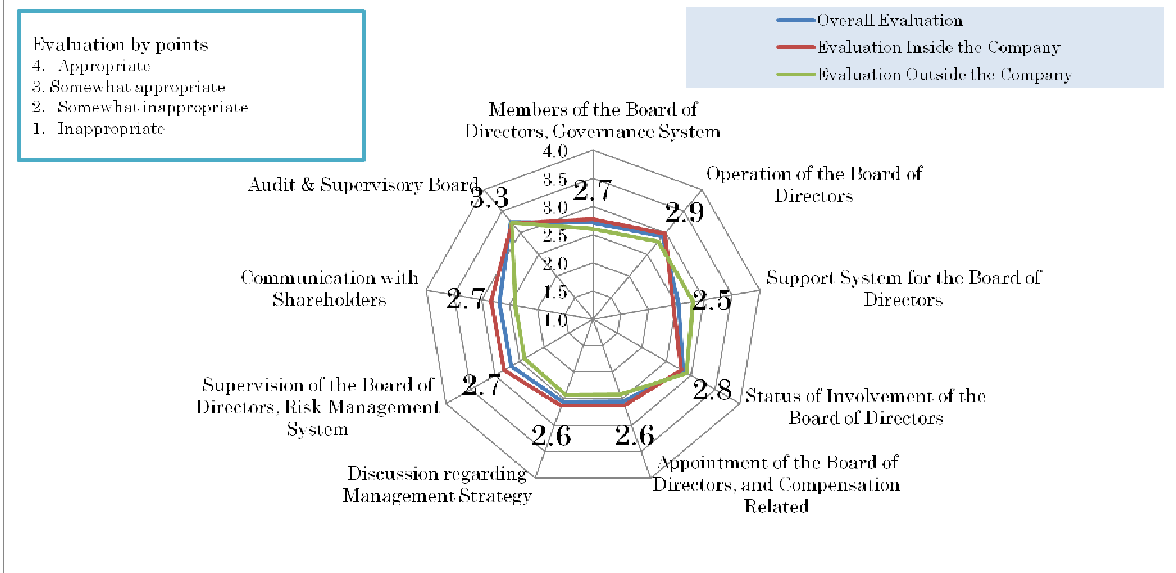 Evaluation by points
4. Appropriate
3. Somewhat appropriate
2. Somewhat inappropriate
1. Inappropriate
Overall Evaluation
Evaluation Inside the Company
Evaluation Outside the Company
Members of the Board of
Directors, Governance System
Operation of the Board of
Directors
Support System for the Board of
Directors
Status of Involvement of the
Board of Directors
Appointment of the Board of
Directors, and Compensation
Related
Discussion regarding
Management Strategy
Supervision of the Board of
Directors, Risk Management
System
Communication with
Shareholders
Audit & Supervisory Board
4.0
3.5
3.0
2.5
2.0
1.5
1.0
2.7
2.9
2.5
2.8
2.6
2.6
2.7
2.7
3.3